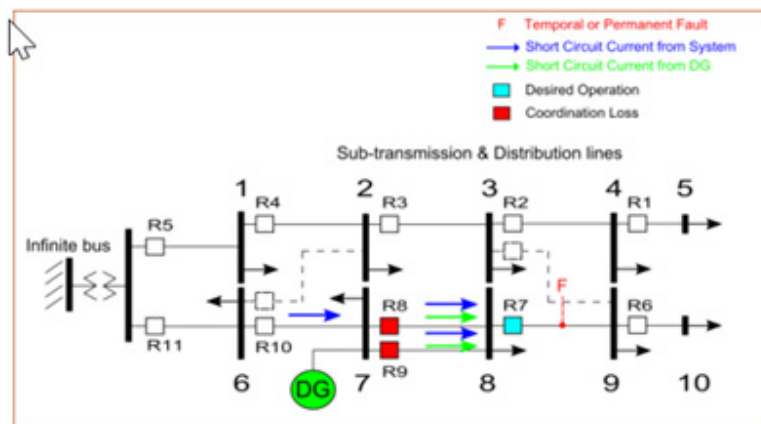 F Temporal or Permanent Fault
Short Circuit Current from System
Short Circuit Current from DG
Desired Operation
Coordination Loss
Sub-transmission & Distribution lines
1 2 3 4 5
R4 R3 R2 R1
R5
Infinite bus
F
R8 R7 R6
R11 R10 R9
DG
6 7 8 9 10